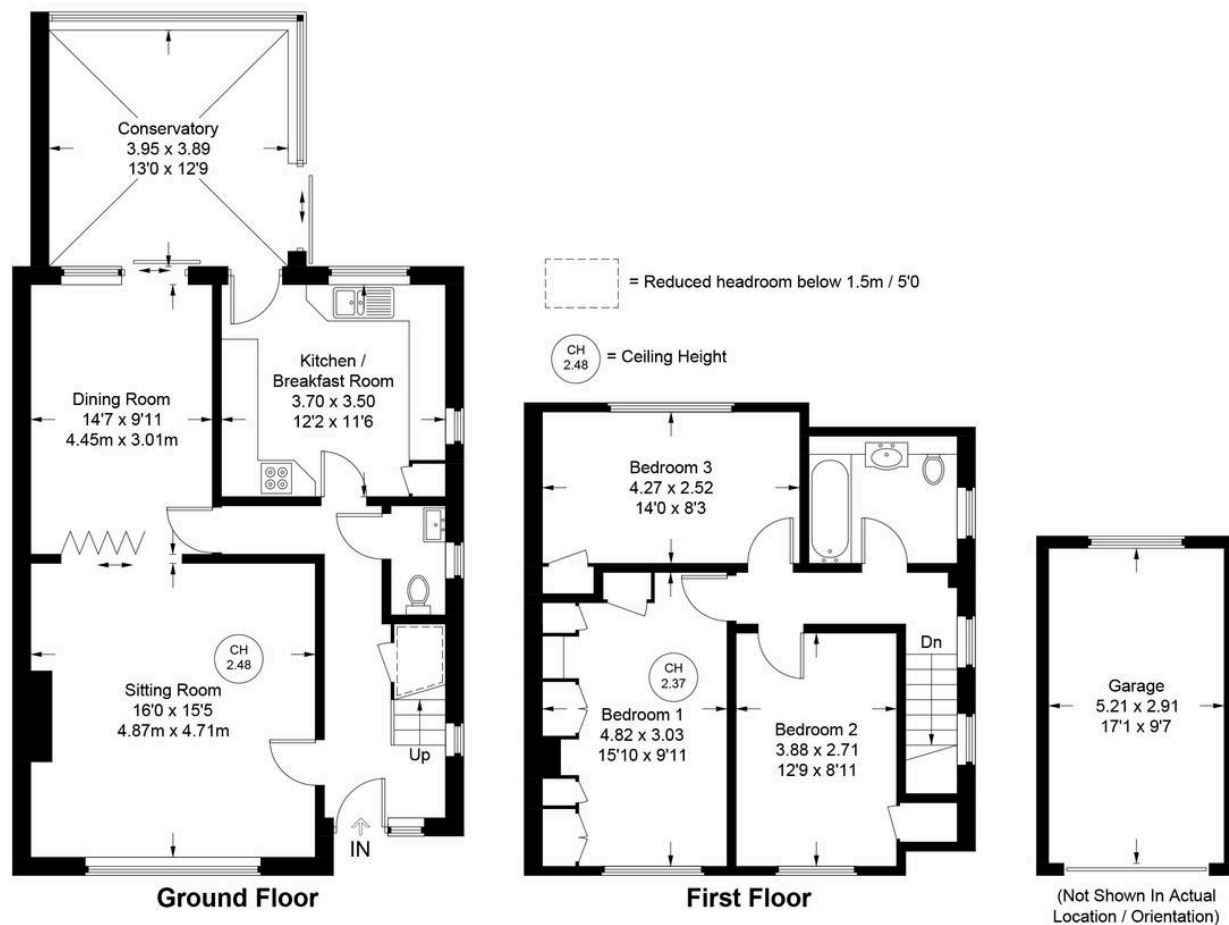 Conservatory
3.95 x 3.89
13'0 x 12'9
= Reduced headroom below 1.5m / 5'0
CH
2.48
= Ceiling Height
Kitchen /
Breakfast Room
3.70 x 3.50
12'2 x 11'6
Dining Room
14'7 x 9'11
4.45m x 3.01m
CH
2.48
Sitting Room
16'0 x 15'5
4.87m x 4.71m
Up
IN
Ground Floor
Bedroom 3
4.27 x 2.52
14'0 x 8'3
CH
2.37
Bedroom 1
4.82 x 3.03
15'10 x 9'11
Bedroom 2
3.88 x 2.71
12'9 x 8'11
Dn
First Floor
Garage
5.21 x 2.91
17'1 x 9'7
(Not Shown In Actual
Location / Orientation)